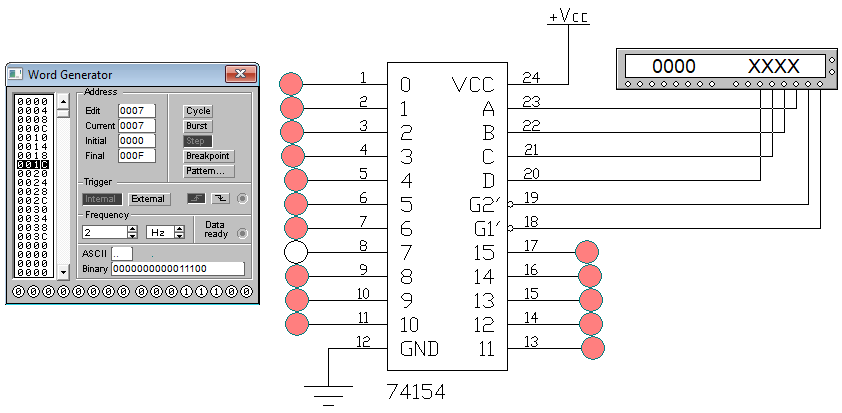 Word Generator
0000
0004
0008
000C
0010
0014
0018
001C
0020
0024
0028
002C
0030
0034
0038
003C
0000
0000
0000
0000
Address
Edit 0007
Current 0007
Initial 0000
Final 000F
Cycle
Burst
Step
Breakpoint
Pattern...
Trigger
Internal External
Frequency
2 Hz
Data
ready
ASCII ..
Binary 0000000000011100
0 0 0 0 0 0 0 0 0 0 0 1 1 1 0 0
+Vcc
1 0 VCC 24
2 1 A 23
3 2 B 22
4 3 C 21
5 4 D 20
6 5 G2' 19
7 6 G1' 18
8 7 15 17
9 8 14 16
10 9 13 15
11 10 12 14
12 GND 11 13
74154
0000 XXXX